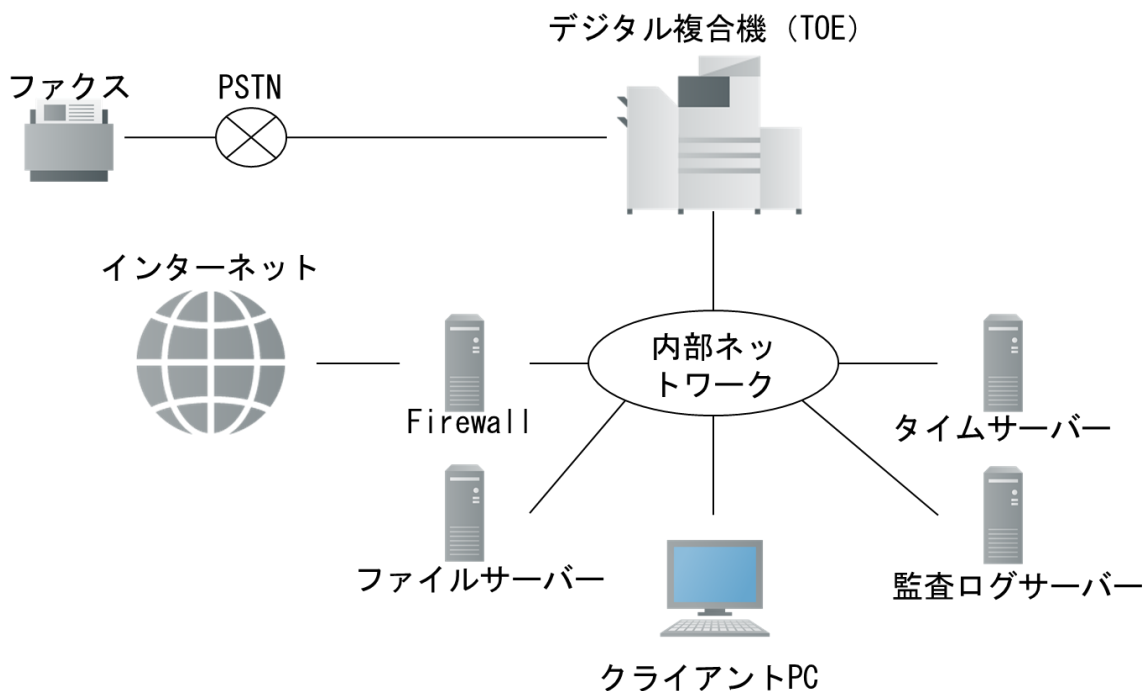 デジタル複合機（TOE）
ファクス
PSTN
インターネット
内部ネッ
トワーク
Firewall
タイムサーバー
ファイルサーバー
監査ログサーバー
クライアントPC